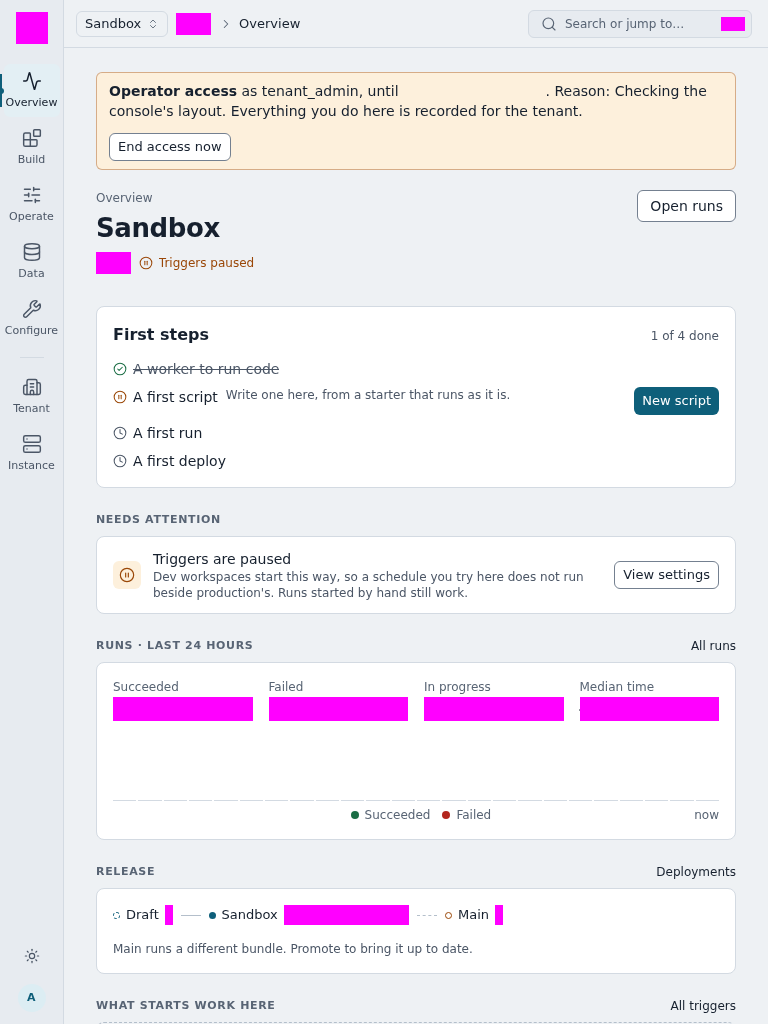 Sandbox
Overview
Search or jump to…
Overview
Build
Operate
Data
Configure
Tenant
Instance
A
Operator access as tenant_admin, until . Reason: Checking the
console's layout. Everything you do here is recorded for the tenant.
End access now
Overview
Sandbox
Open runs
Triggers paused
First steps
1 of 4 done
A worker to run code
A first script Write one here, from a starter that runs as it is.
New script
A first run
A first deploy
NEEDS ATTENTION
Triggers are paused
Dev workspaces start this way, so a schedule you try here does not run
beside production's. Runs started by hand still work.
View settings
RUNS · LAST 24 HOURS
All runs
Succeeded
Failed
In progress
Median time
Succeeded
Failed
now
RELEASE
Deployments
Draft
Sandbox
Main
Main runs a different bundle. Promote to bring it up to date.
WHAT STARTS WORK HERE
All triggers